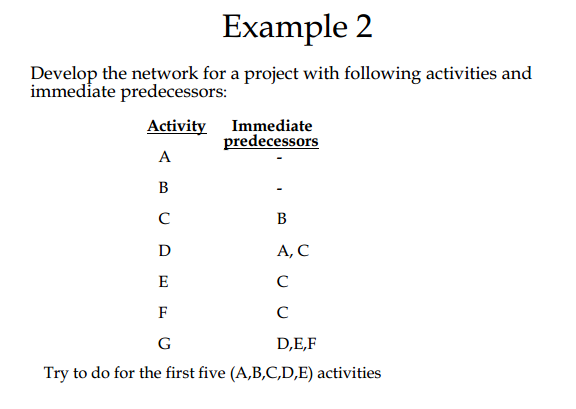 Example 2
Develop the network for a project with following activities and
immediate predecessors:
Activity Immediate
predecessors
A -
B -
C B
D A, C
E C
F C
G D,E,F
Try to do for the first five (A,B,C,D,E) activities